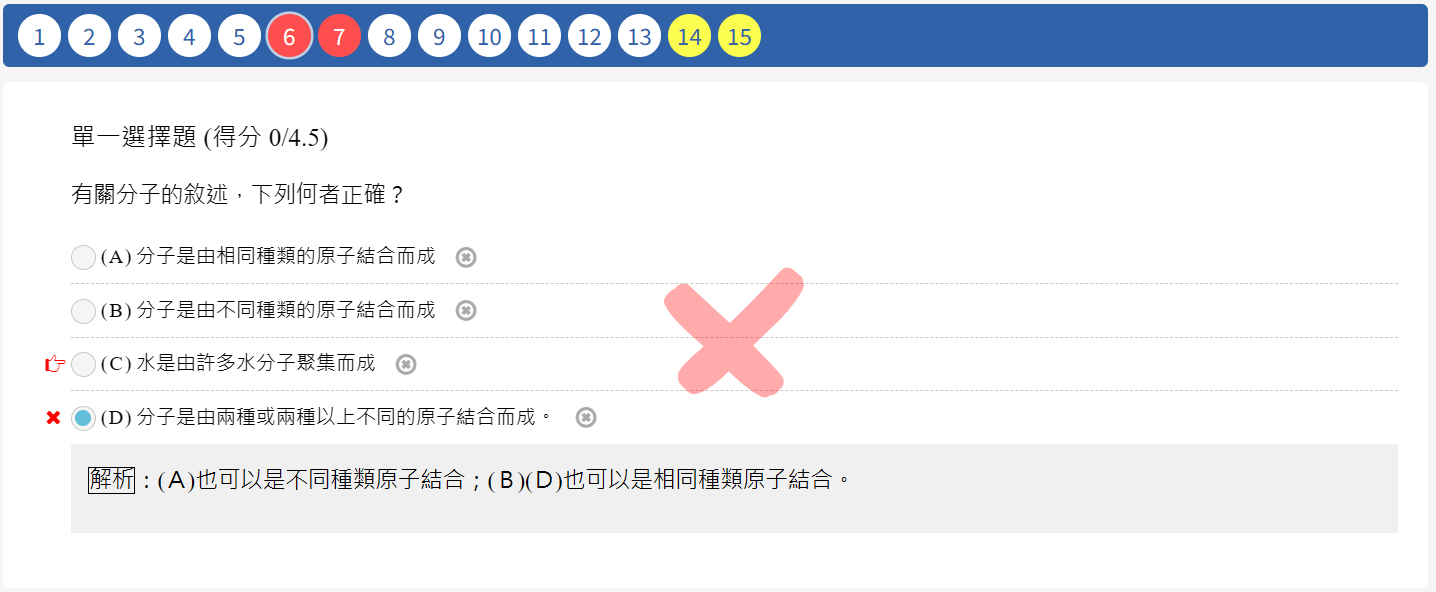 1 2 3 4 5 6 7 8 9 10 11 12 13 14 15
單一選擇題 (得分 0/4.5)
有關分子的敘述，下列何者正確？
(A) 分子是由相同種類的原子結合而成
(B) 分子是由不同種類的原子結合而成
(C) 水是由許多水分子聚集而成
(D) 分子是由兩種或兩種以上不同的原子結合而成。
解析：(Ａ)也可以是不同種類原子結合；(Ｂ)(Ｄ)也可以是相同種類原子結合。